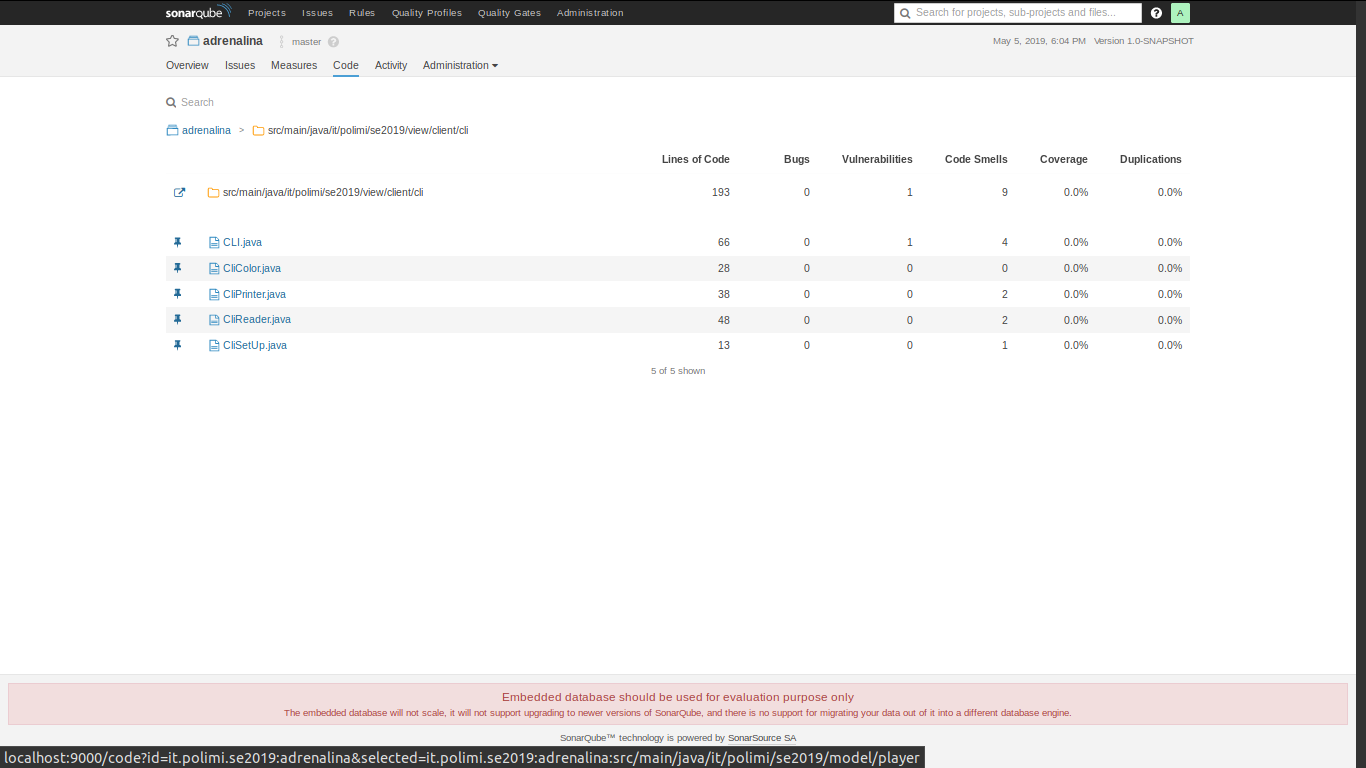 sonarqube Projects Issues Rules Quality Profiles Quality Gates Administration Search for projects, sub-projects and files... ? A
adrenalina master ? May 5, 2019, 6:04 PM Version 1.0-SNAPSHOT
Overview Issues Measures Code Activity Administration
Search
adrenalina > src/main/java/it/polimi/se2019/view/client/cli
Lines of Code Bugs Vulnerabilities Code Smells Coverage Duplications
src/main/java/it/polimi/se2019/view/client/cli 193 0 1 9 0.0% 0.0%
CLI.java 66 0 1 4 0.0% 0.0%
CliColor.java 28 0 0 0 0.0% 0.0%
CliPrinter.java 38 0 0 2 0.0% 0.0%
CliReader.java 48 0 0 2 0.0% 0.0%
CliSetUp.java 13 0 0 1 0.0% 0.0%
5 of 5 shown
Embedded database should be used for evaluation purpose only
The embedded database will not scale, it will not support upgrading to newer versions of SonarQube, and there is no support for migrating your data out of it into a different database engine.
SonarQube™ technology is powered by SonarSource SA
localhost:9000/code?id=it.polimi.se2019:adrenalina&selected=it.polimi.se2019:adrenalina:src/main/java/it/polimi/se2019/model/player